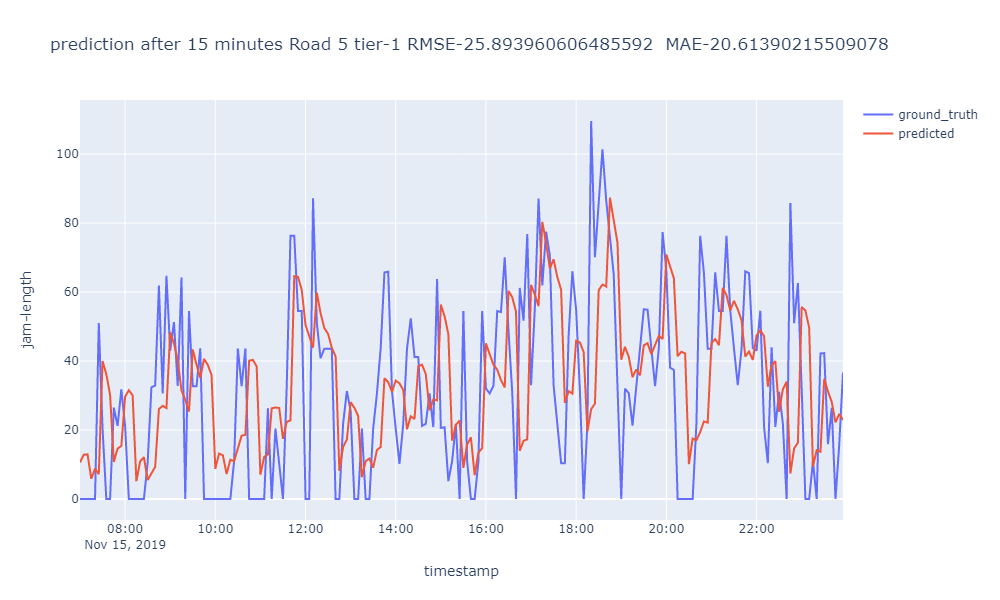 prediction after 15 minutes Road 5 tier-1 RMSE-25.893960606485592  MAE-20.61390215509078
ground_truth
predicted
jam-length
100
80
60
40
20
0
08:00 10:00 12:00 14:00 16:00 18:00 20:00 22:00
Nov 15, 2019
timestamp